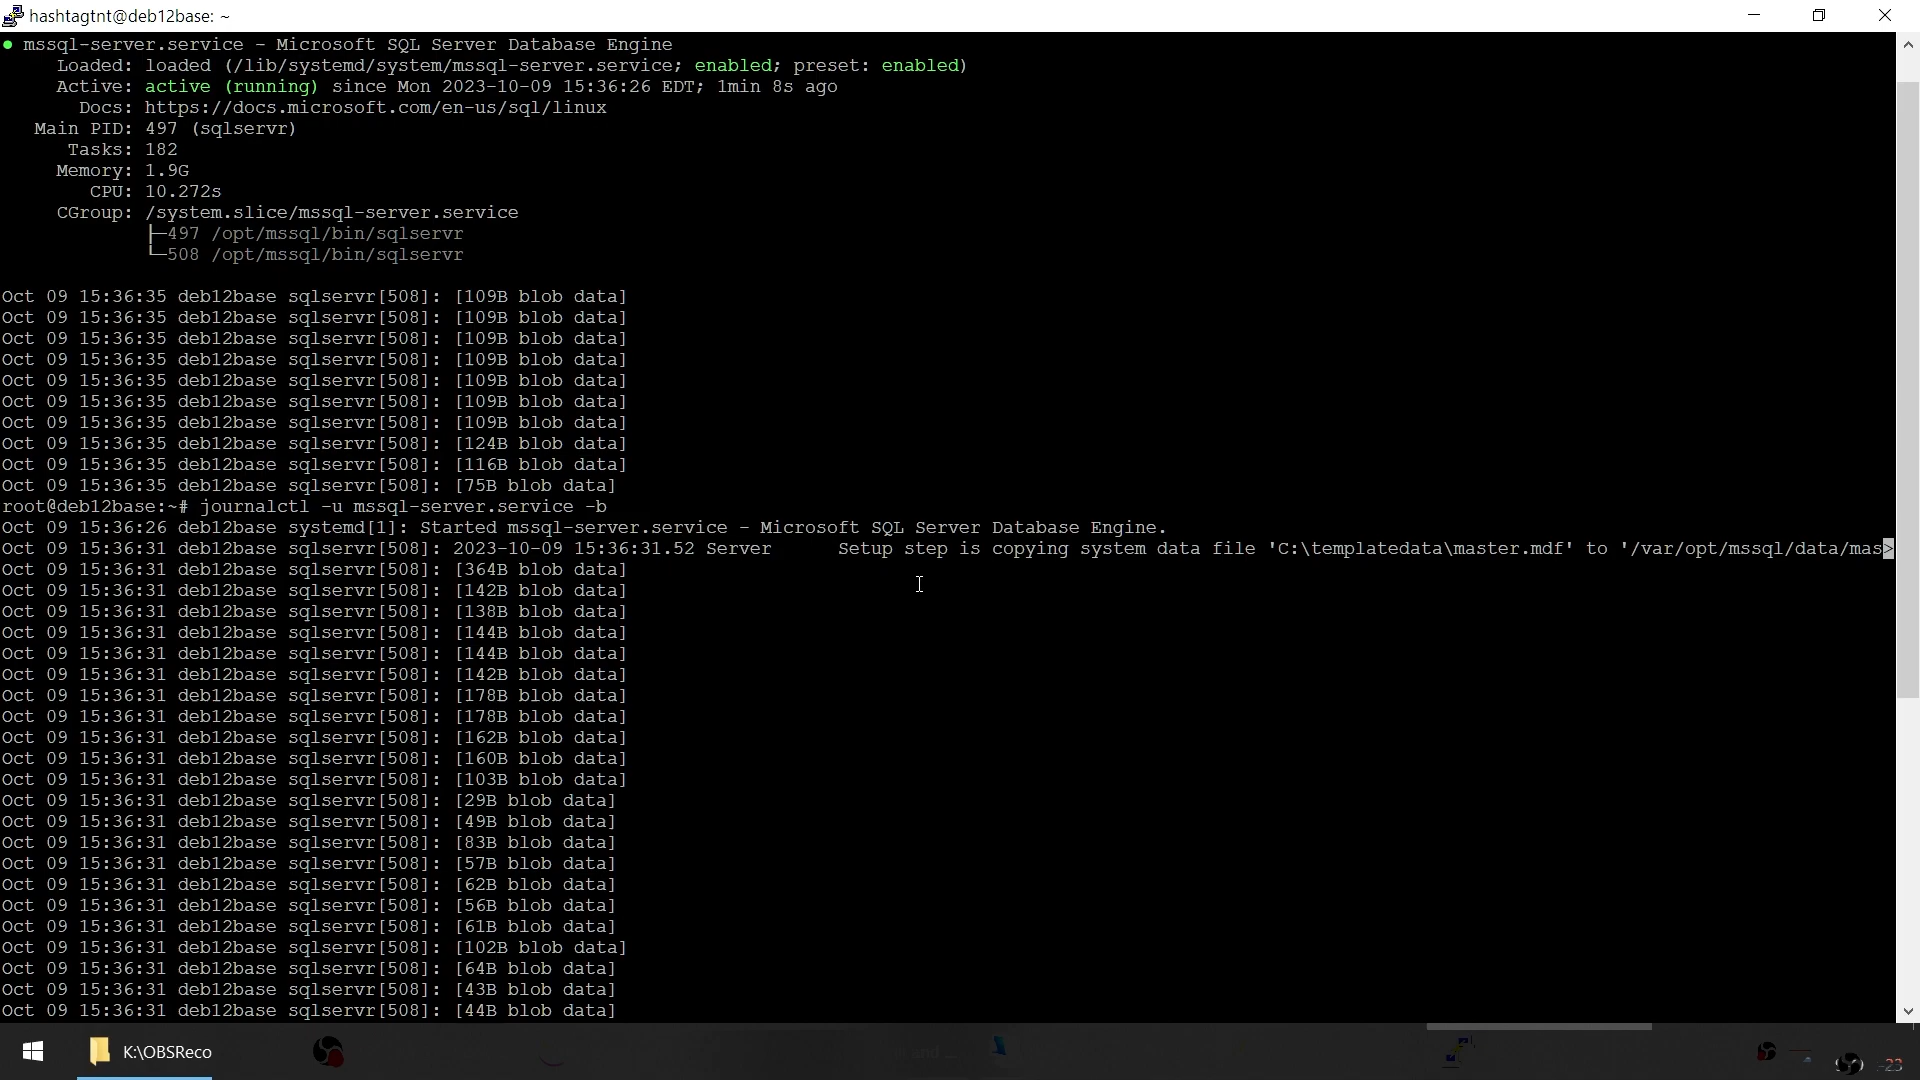 hashtagtnt@deb12base: ~
● mssql-server.service - Microsoft SQL Server Database Engine
Loaded: loaded (/lib/systemd/system/mssql-server.service; enabled; preset: enabled)
Active: active (running) since Mon 2023-10-09 15:36:26 EDT; 1min 8s ago
Docs: https://docs.microsoft.com/en-us/sql/linux
Main PID: 497 (sqlservr)
Tasks: 182
Memory: 1.9G
CPU: 10.272s
CGroup: /system.slice/mssql-server.service
├─497 /opt/mssql/bin/sqlservr
└─508 /opt/mssql/bin/sqlservr
Oct 09 15:36:35 deb12base sqlservr[508]: [109B blob data]
Oct 09 15:36:35 deb12base sqlservr[508]: [109B blob data]
Oct 09 15:36:35 deb12base sqlservr[508]: [109B blob data]
Oct 09 15:36:35 deb12base sqlservr[508]: [109B blob data]
Oct 09 15:36:35 deb12base sqlservr[508]: [109B blob data]
Oct 09 15:36:35 deb12base sqlservr[508]: [109B blob data]
Oct 09 15:36:35 deb12base sqlservr[508]: [109B blob data]
Oct 09 15:36:35 deb12base sqlservr[508]: [124B blob data]
Oct 09 15:36:35 deb12base sqlservr[508]: [116B blob data]
Oct 09 15:36:35 deb12base sqlservr[508]: [75B blob data]
root@deb12base:~# journalctl -u mssql-server.service -b
Oct 09 15:36:26 deb12base systemd[1]: Started mssql-server.service - Microsoft SQL Server Database Engine.
Oct 09 15:36:31 deb12base sqlservr[508]: 2023-10-09 15:36:31.52 Server      Setup step is copying system data file 'C:\templatedata\master.mdf' to '/var/opt/mssql/data/mas>
Oct 09 15:36:31 deb12base sqlservr[508]: [364B blob data]
Oct 09 15:36:31 deb12base sqlservr[508]: [142B blob data]
Oct 09 15:36:31 deb12base sqlservr[508]: [138B blob data]
Oct 09 15:36:31 deb12base sqlservr[508]: [144B blob data]
Oct 09 15:36:31 deb12base sqlservr[508]: [144B blob data]
Oct 09 15:36:31 deb12base sqlservr[508]: [142B blob data]
Oct 09 15:36:31 deb12base sqlservr[508]: [178B blob data]
Oct 09 15:36:31 deb12base sqlservr[508]: [178B blob data]
Oct 09 15:36:31 deb12base sqlservr[508]: [162B blob data]
Oct 09 15:36:31 deb12base sqlservr[508]: [160B blob data]
Oct 09 15:36:31 deb12base sqlservr[508]: [103B blob data]
Oct 09 15:36:31 deb12base sqlservr[508]: [29B blob data]
Oct 09 15:36:31 deb12base sqlservr[508]: [49B blob data]
Oct 09 15:36:31 deb12base sqlservr[508]: [83B blob data]
Oct 09 15:36:31 deb12base sqlservr[508]: [57B blob data]
Oct 09 15:36:31 deb12base sqlservr[508]: [62B blob data]
Oct 09 15:36:31 deb12base sqlservr[508]: [56B blob data]
Oct 09 15:36:31 deb12base sqlservr[508]: [61B blob data]
Oct 09 15:36:31 deb12base sqlservr[508]: [102B blob data]
Oct 09 15:36:31 deb12base sqlservr[508]: [64B blob data]
Oct 09 15:36:31 deb12base sqlservr[508]: [43B blob data]
Oct 09 15:36:31 deb12base sqlservr[508]: [44B blob data]
K:\OBSReco